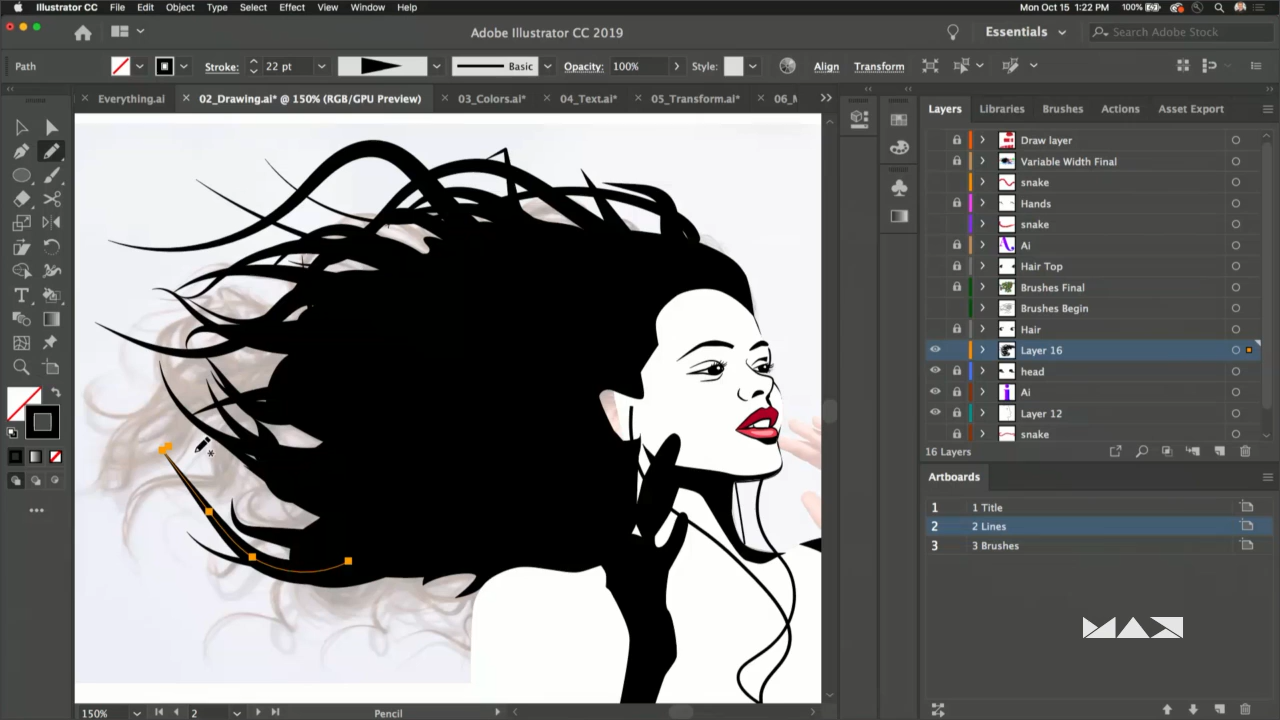 Illustrator CC File Edit Object Type Select Effect View Window Help Mon Oct 15 1:22 PM 100%
Adobe Illustrator CC 2019 Essentials Search Adobe Stock
Path Stroke: 22 pt Basic Opacity: 100% Style: Align Transform
Everything.ai 02_Drawing.ai* @ 150% (RGB/GPU Preview) 03_Colors.ai* 04_Text.ai* 05_Transform.ai*
Layers Libraries Brushes Actions Asset Export
Draw layer
Variable Width Final
snake
Hands
snake
Ai
Hair Top
Brushes Final
Brushes Begin
Hair
Layer 16
head
Ai
Layer 12
snake
16 Layers
Artboards
1 1 Title
2 2 Lines
3 3 Brushes
MAX
150% 2 Pencil